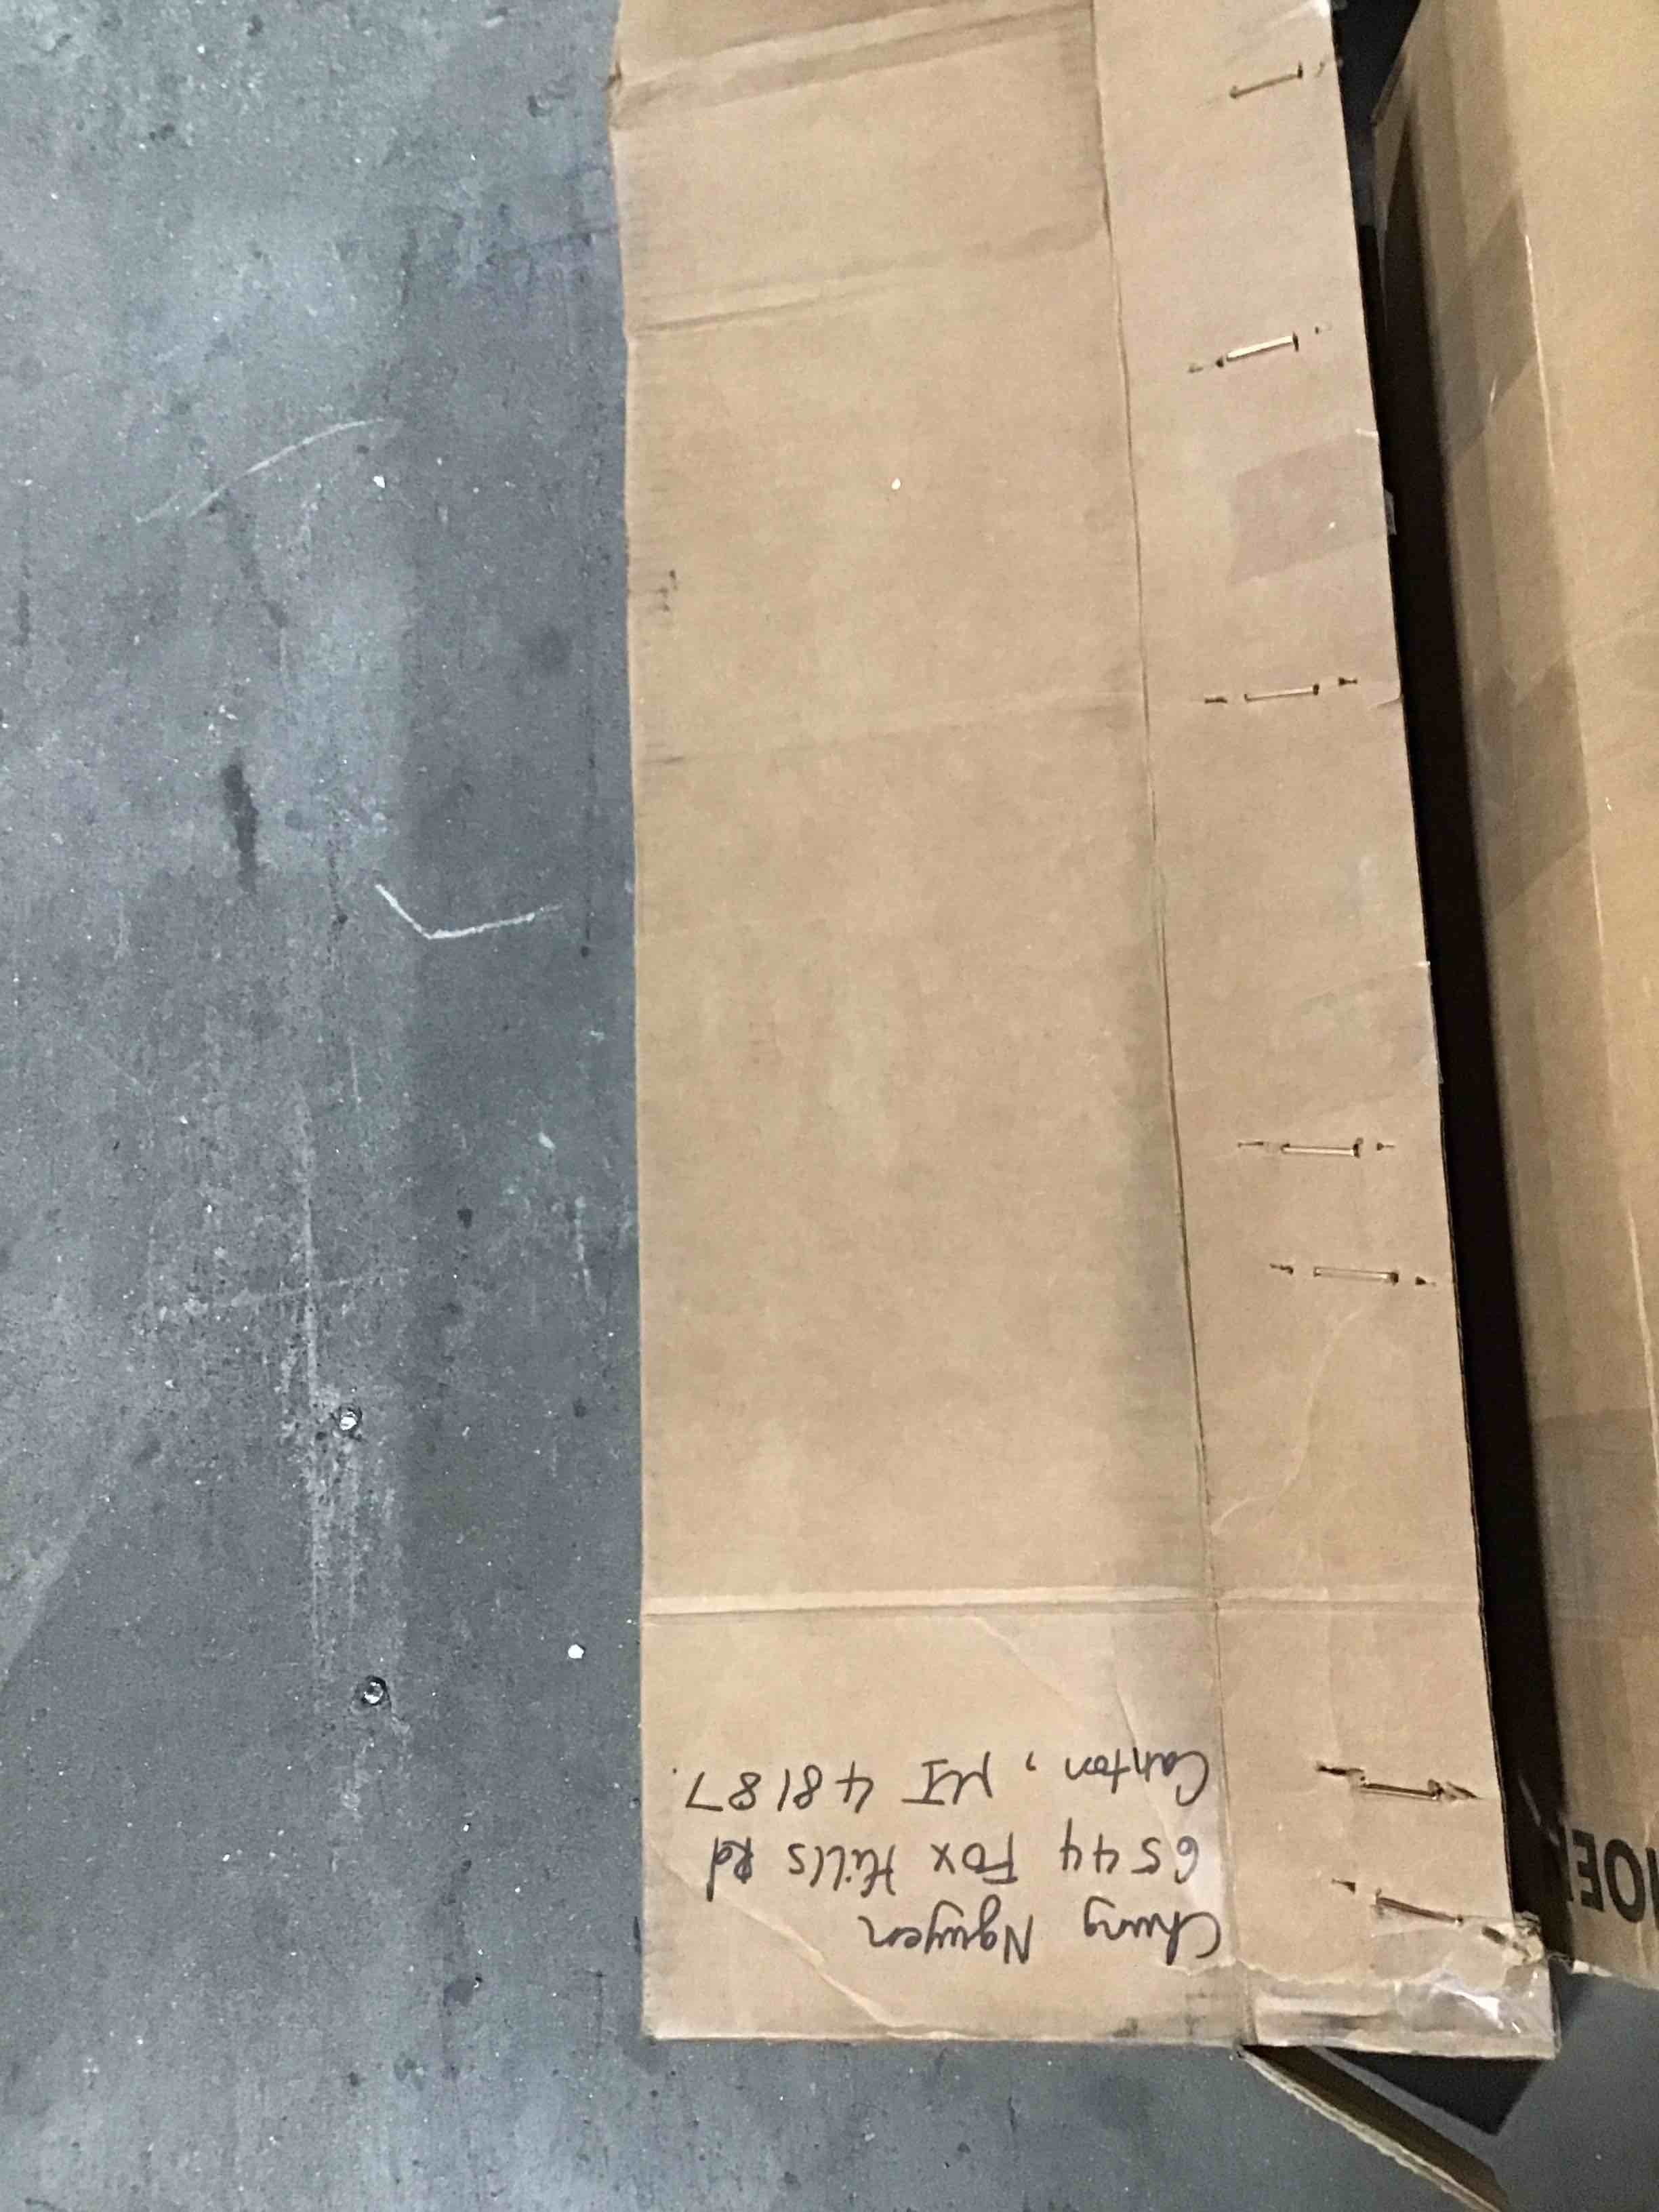 Chung Nguyen
6544 Fox Hills Rd
Canton, MI 48187.